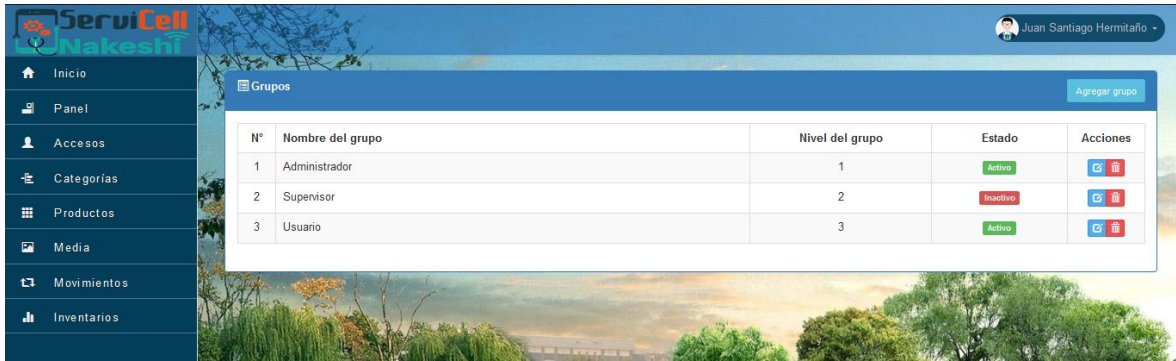 ServiCell
Nakeshi
Juan Santiago Hermitaño
Inicio
Panel
Accesos
Categorías
Productos
Media
Movimientos
Inventarios
Grupos
Agregar grupo
N° Nombre del grupo Nivel del grupo Estado Acciones
1 Administrador 1 Activo
2 Supervisor 2 Inactivo
3 Usuario 3 Activo